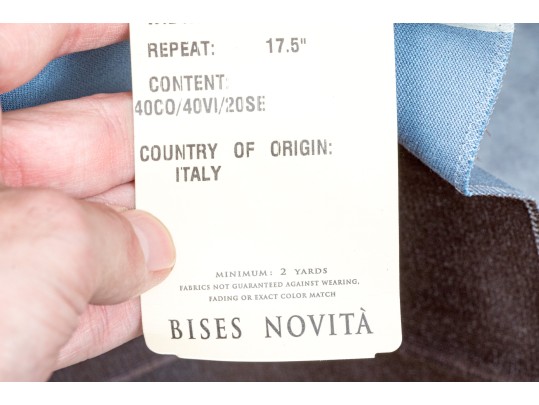 REPEAT: 17.5"
CONTENT:
40CO/40VI/20SE
COUNTRY OF ORIGIN:
ITALY
MINIMUM: 2 YARDS
FABRICS NOT GUARANTEED AGAINST WEARING,
FADING OR EXACT COLOR MATCH
BISES NOVITÀ